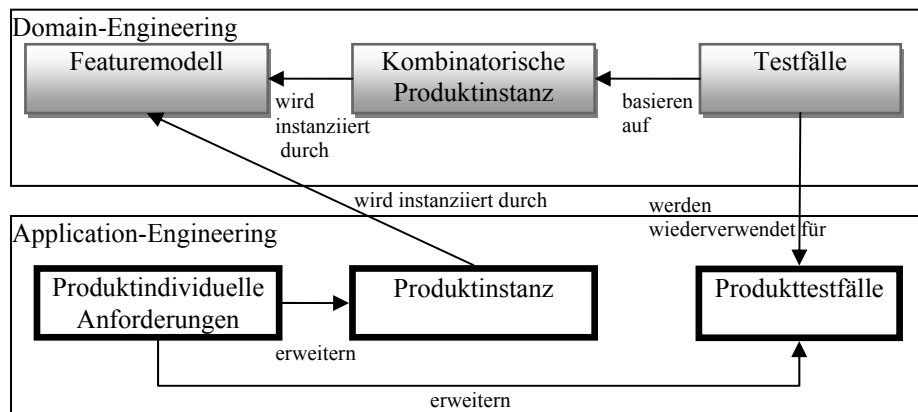 Domain-Engineering
Featuremodell
Kombinatorische
Produktinstanz
Testfälle
wird
instanziiert
durch
basieren
auf
wird instanziiert durch
werden
wiederverwendet für
Application-Engineering
Produktindividuelle
Anforderungen
Produktinstanz
Produkttestfälle
erweitern
erweitern